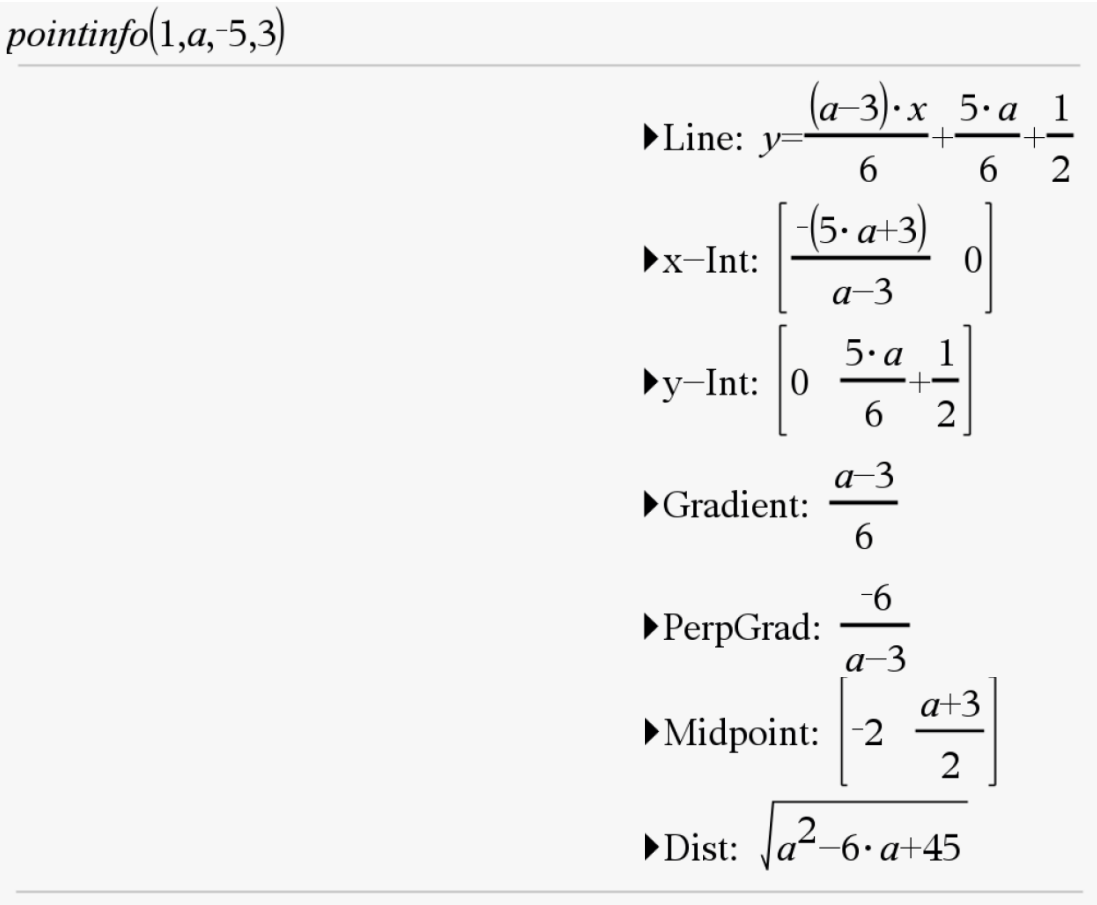 pointinfo(1,a,⁻5,3)
▶Line: y=(a−3)·x/6+5·a/6+1/2
▶x−Int: [⁻(5·a+3)/(a−3) 0]
▶y−Int: [0 5·a/6+1/2]
▶Gradient: (a−3)/6
▶PerpGrad: ⁻6/(a−3)
▶Midpoint: [⁻2 (a+3)/2]
▶Dist: √(a²−6·a+45)